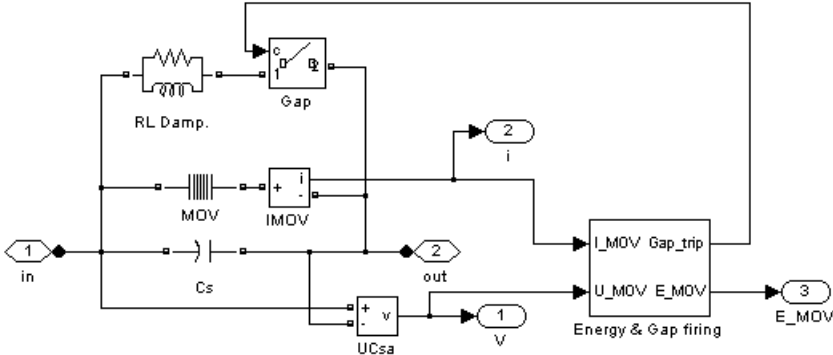 c
1
2
Gap
RL Damp.
2
i
+
i
-
MOV
IMOV
1
in
2
out
Cs
I_MOV Gap_trip
U_MOV E_MOV
Energy & Gap firing
3
E_MOV
+
-
v
UCsa
1
V